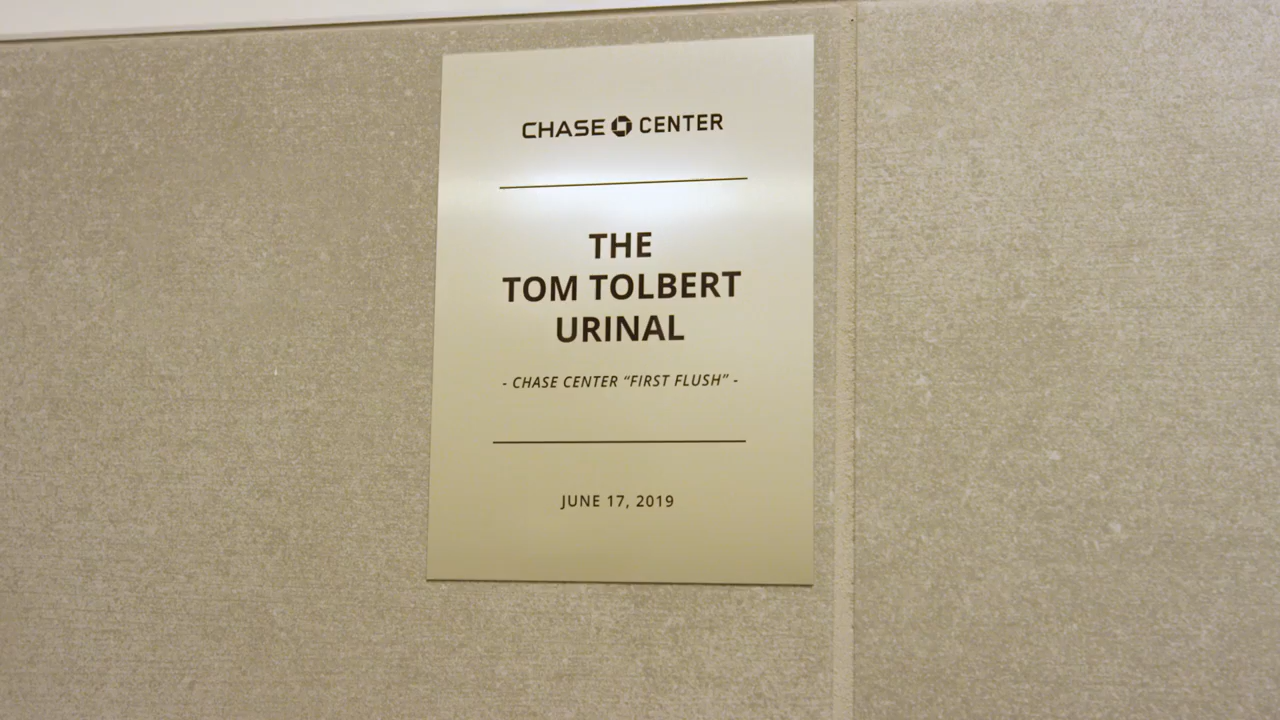 CHASE CENTER
THE
TOM TOLBERT
URINAL
- CHASE CENTER “FIRST FLUSH” -
JUNE 17, 2019